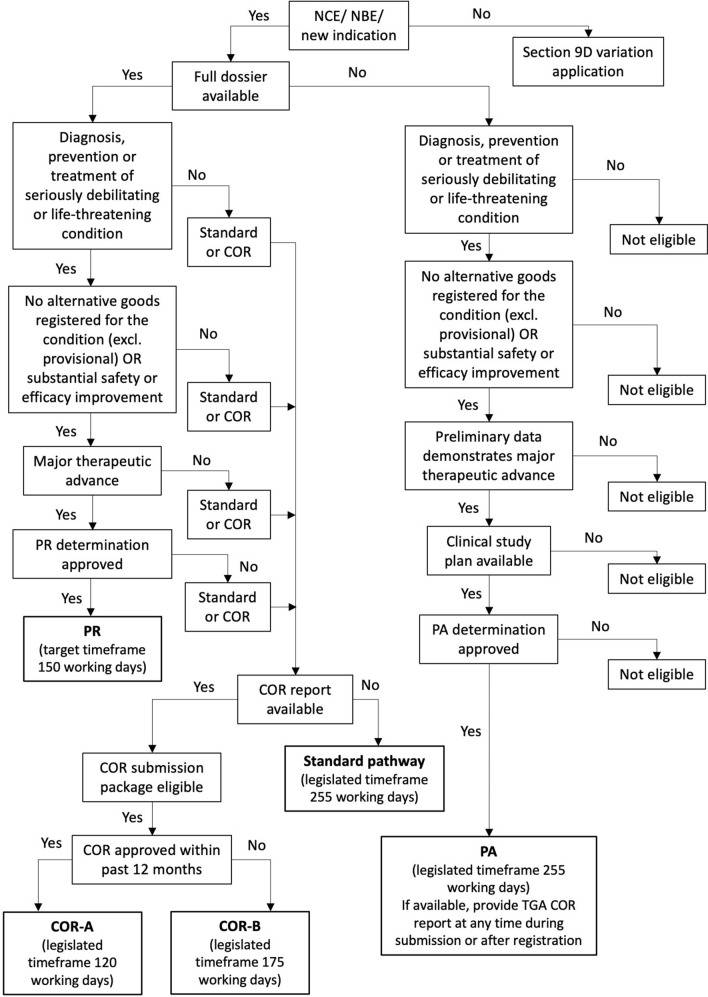 NCE/ NBE/
new indication
Yes
No
Section 9D variation
application
Full dossier
available
Yes
No
Diagnosis,
prevention or
treatment of
seriously debilitating
or life-threatening
condition
No
Standard
or COR
Yes
No alternative goods
registered for the
condition (excl.
provisional) OR
substantial safety or
efficacy improvement
No
Standard
or COR
Yes
Major therapeutic
advance
No
Standard
or COR
Yes
PR determination
approved
No
Standard
or COR
Yes
PR
(target timeframe
150 working days)
Diagnosis, prevention
or treatment of
seriously debilitating
or life-threatening
condition
No
Not eligible
Yes
No alternative goods
registered for the
condition (excl.
provisional) OR
substantial safety or
efficacy improvement
No
Not eligible
Yes
Preliminary data
demonstrates major
therapeutic advance
No
Not eligible
Yes
Clinical study
plan available
No
Not eligible
Yes
PA determination
approved
No
Not eligible
Yes
PA
(legislated timeframe 255
working days)
If available, provide TGA COR
report at any time during
submission or after registration
COR report
available
Yes
No
Standard pathway
(legislated timeframe
255 working days)
COR submission
package eligible
Yes
COR approved within
past 12 months
Yes
No
COR-A
(legislated
timeframe 120
working days)
COR-B
(legislated
timeframe 175
working days)